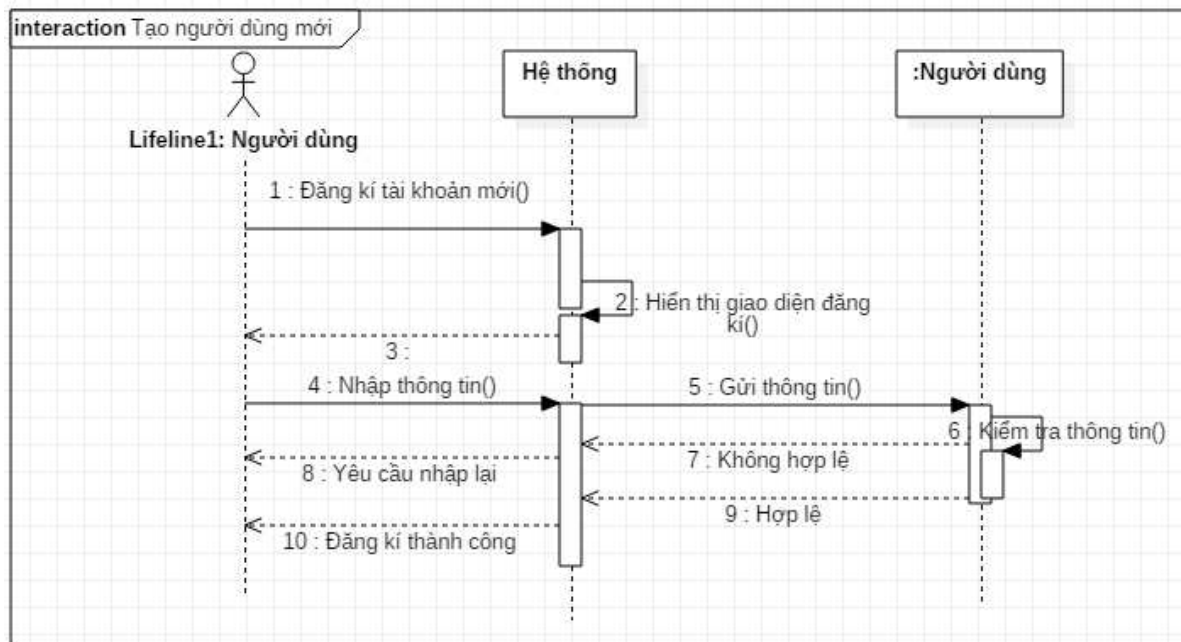 interaction Tạo người dùng mới
Hệ thống
:Người dùng
Lifeline1: Người dùng
1 : Đăng kí tài khoản mới()
2 : Hiển thị giao diện đăng
kí()
3 :
4 : Nhập thông tin()
5 : Gửi thông tin()
6 : Kiểm tra thông tin()
7 : Không hợp lệ
8 : Yêu cầu nhập lại
9 : Hợp lệ
10 : Đăng kí thành công